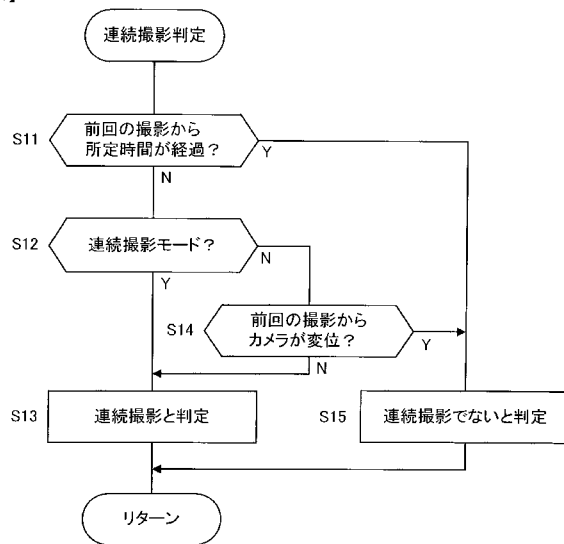 連続撮影判定
S11
前回の撮影から
所定時間が経過?
Y
N
S12
連続撮影モード?
N
Y
S14
前回の撮影から
カメラが変位?
Y
N
S13
連続撮影と判定
S15
連続撮影でないと判定
リターン